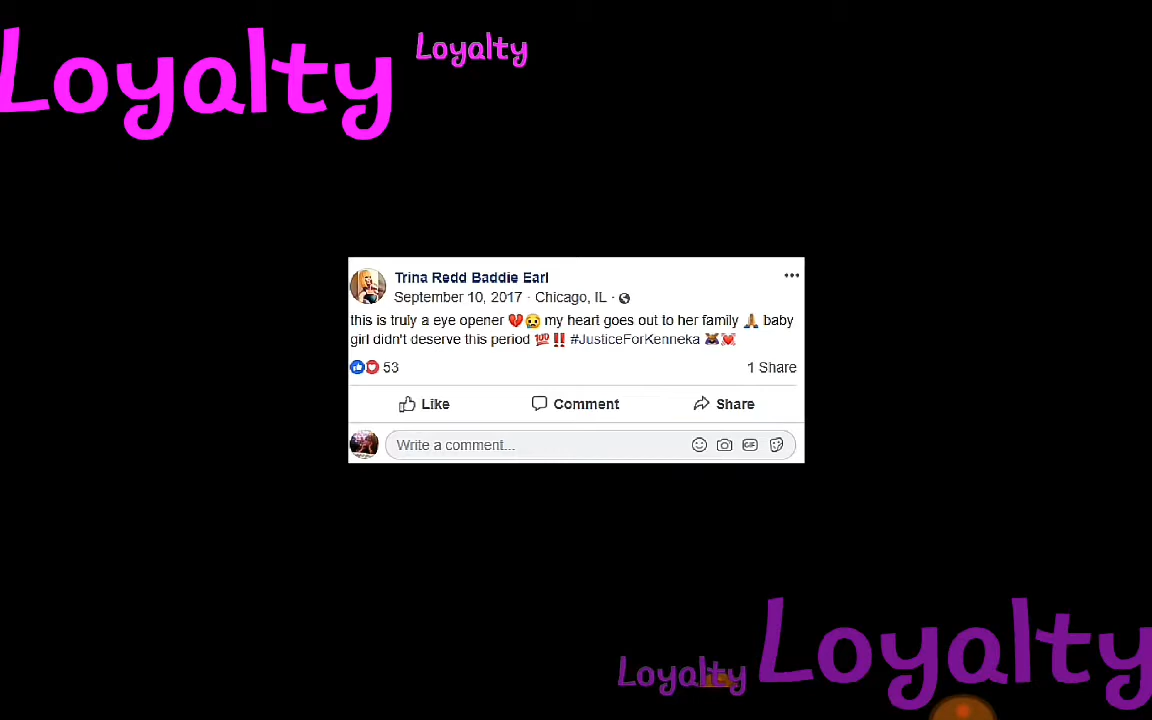 Loyalty Loyalty
Trina Redd Baddie Earl
September 10, 2017 · Chicago, IL ·
this is truly a eye opener 💔😢 my heart goes out to her family 🙏 baby
girl didn't deserve this period 💯‼️ #JusticeForKenneka 👼💓
53
1 Share
Like Comment Share
Write a comment...
GIF
Loyalty Loyalty